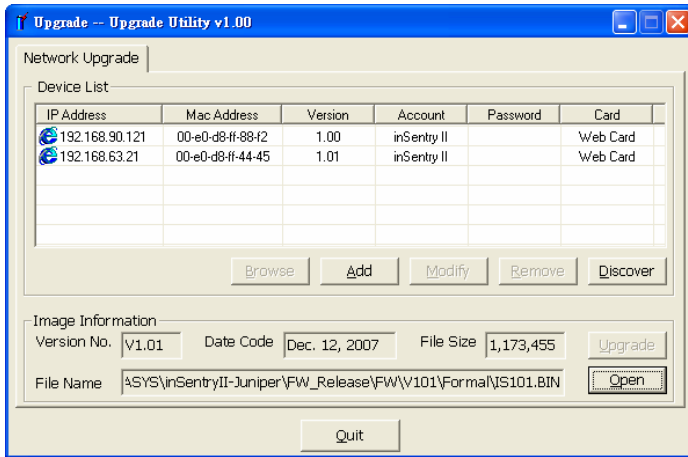 Upgrade -- Upgrade Utility v1.00
Network Upgrade
Device List
IP Address Mac Address Version Account Password Card
192.168.90.121 00-e0-d8-ff-88-f2 1.00 inSentry II Web Card
192.168.63.21 00-e0-d8-ff-44-45 1.01 inSentry II Web Card
Browse Add Modify Remove Discover
Image Information
Version No. V1.01 Date Code Dec. 12, 2007 File Size 1,173,455 Upgrade
File Name ASYS\inSentryII-Juniper\FW_Release\FW\V101\Formal\IS101.BIN Open
Quit